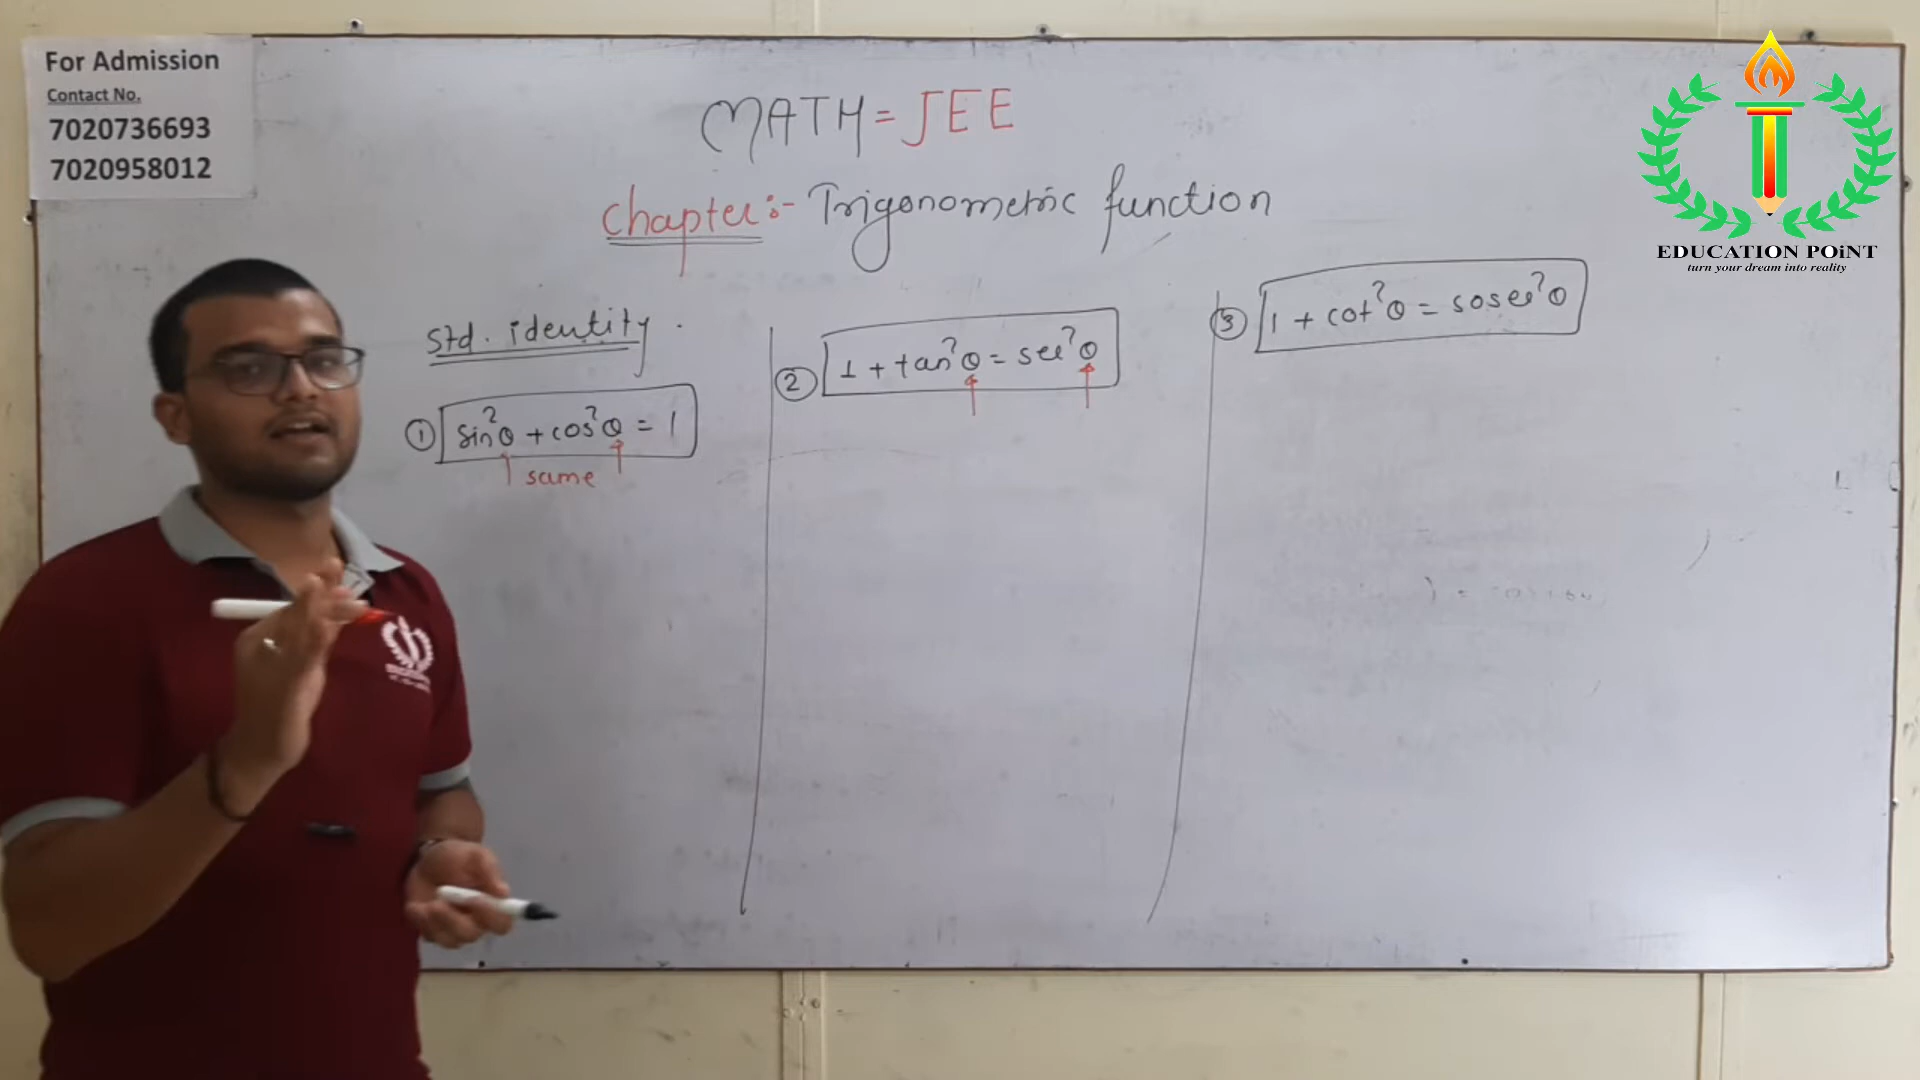 For Admission
Contact No.
7020736693
7020958012
MATH = JEE
Chapter:- Trigonometric function
EDUCATION POiNT
turn your dream into reality
Std. identity.
① sin²θ + cos²θ = 1
same
② 1 + tan²θ = sec²θ
③ 1 + cot²θ = cosec²θ